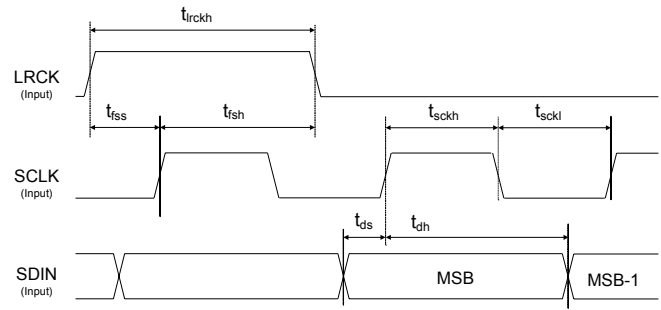 t_lrckh
LRCK
(Input)
t_fss
t_fsh
t_sckh
t_sckl
SCLK
(Input)
t_ds
t_dh
SDIN
(Input)
MSB
MSB-1